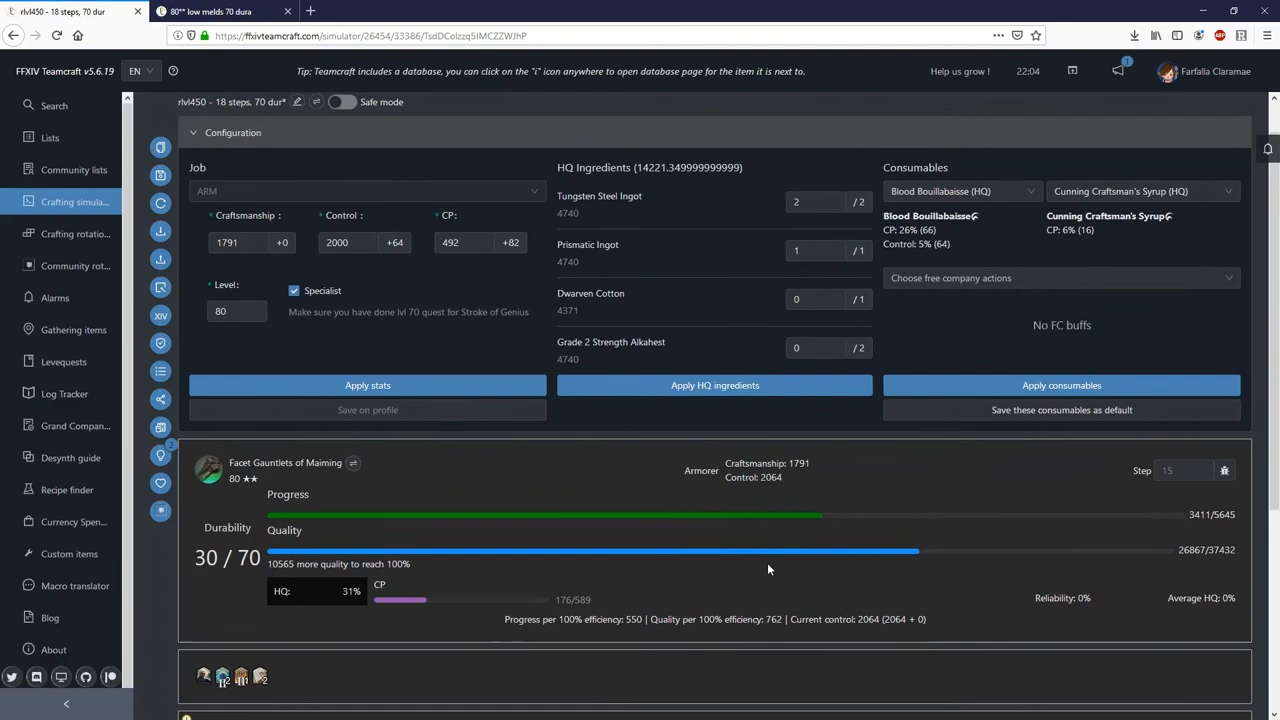 rlvl450 - 18 steps, 70 dur
80** low melds 70 dura
https://ffxivteamcraft.com/simulator/26454/33386/TsdDColzzq5IMCZZWJhP
FFXIV Teamcraft v5.6.19
EN
Tip: Teamcraft includes a database, you can click on the "i" icon anywhere to open database page for the item it is next to.
Help us grow !
22:04
1
Farfalla Claramae
Search
Lists
Community lists
Crafting simula...
Crafting rotatio...
Community rot...
Alarms
Gathering items
Levequests
Log Tracker
Grand Compan...
Desynth guide
Recipe finder
Currency Spen...
Custom items
Macro translator
Blog
About
XIV
2
rlvl450 - 18 steps, 70 dur*
Safe mode
Configuration
Job
ARM
* Craftsmanship :
* Control :
* CP:
1791 +0
2000 +64
492 +82
* Level:
80
Specialist
Make sure you have done lvl 70 quest for Stroke of Genius
Apply stats
Save on profile
HQ Ingredients (14221.349999999999)
Tungsten Steel Ingot
4740
2 / 2
Prismatic Ingot
4740
1 / 1
Dwarven Cotton
4371
0 / 1
Grade 2 Strength Alkahest
4740
0 / 2
Apply HQ ingredients
Consumables
Blood Bouillabaisse (HQ)
Cunning Craftsman's Syrup (HQ)
Blood Bouillabaisse
CP: 26% (66)
Control: 5% (64)
Cunning Craftsman's Syrup
CP: 6% (16)
Choose free company actions
No FC buffs
Apply consumables
Save these consumables as default
Facet Gauntlets of Maiming
80 ★★
Armorer
Craftsmanship: 1791
Control: 2064
Step 15
Progress
3411/5645
Durability
30 / 70
Quality
26867/37432
10565 more quality to reach 100%
HQ: 31%
CP
176/589
Reliability: 0%
Average HQ: 0%
Progress per 100% efficiency: 550 | Quality per 100% efficiency: 762 | Current control: 2064 (2064 + 0)